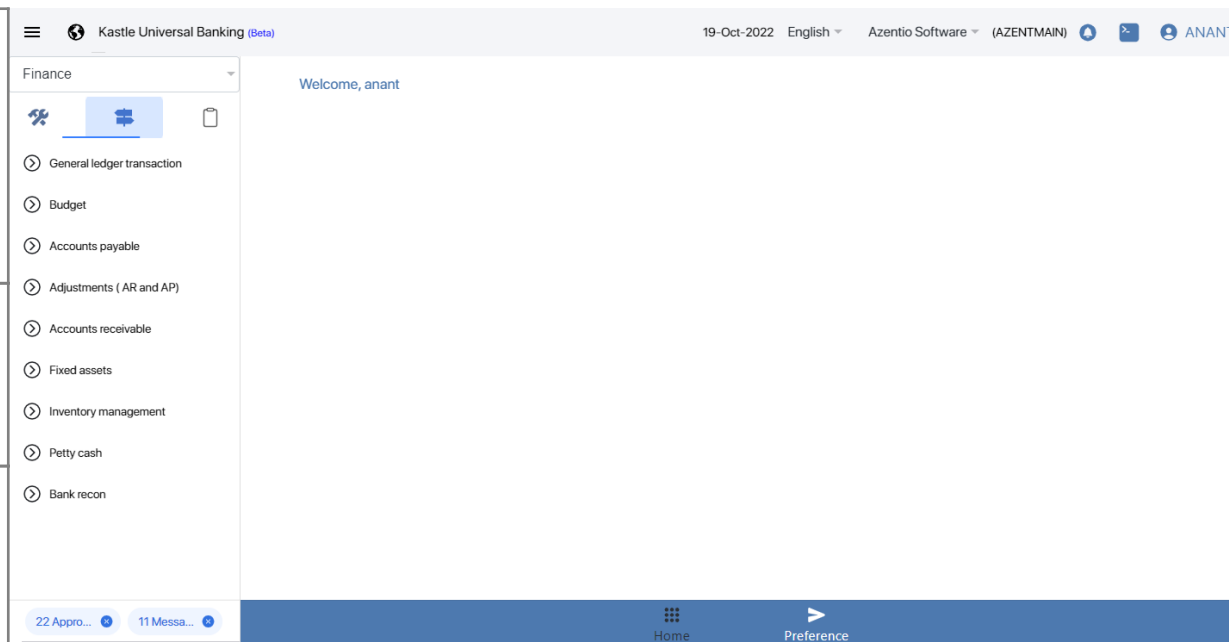 Kastle Universal Banking (Beta) 19-Oct-2022 English Azentio Software (AZENTMAIN) ANANT
Finance
Welcome, anant
General ledger transaction
Budget
Accounts payable
Adjustments ( AR and AP)
Accounts receivable
Fixed assets
Inventory management
Petty cash
Bank recon
22 Appro... 11 Messa...
Home Preference